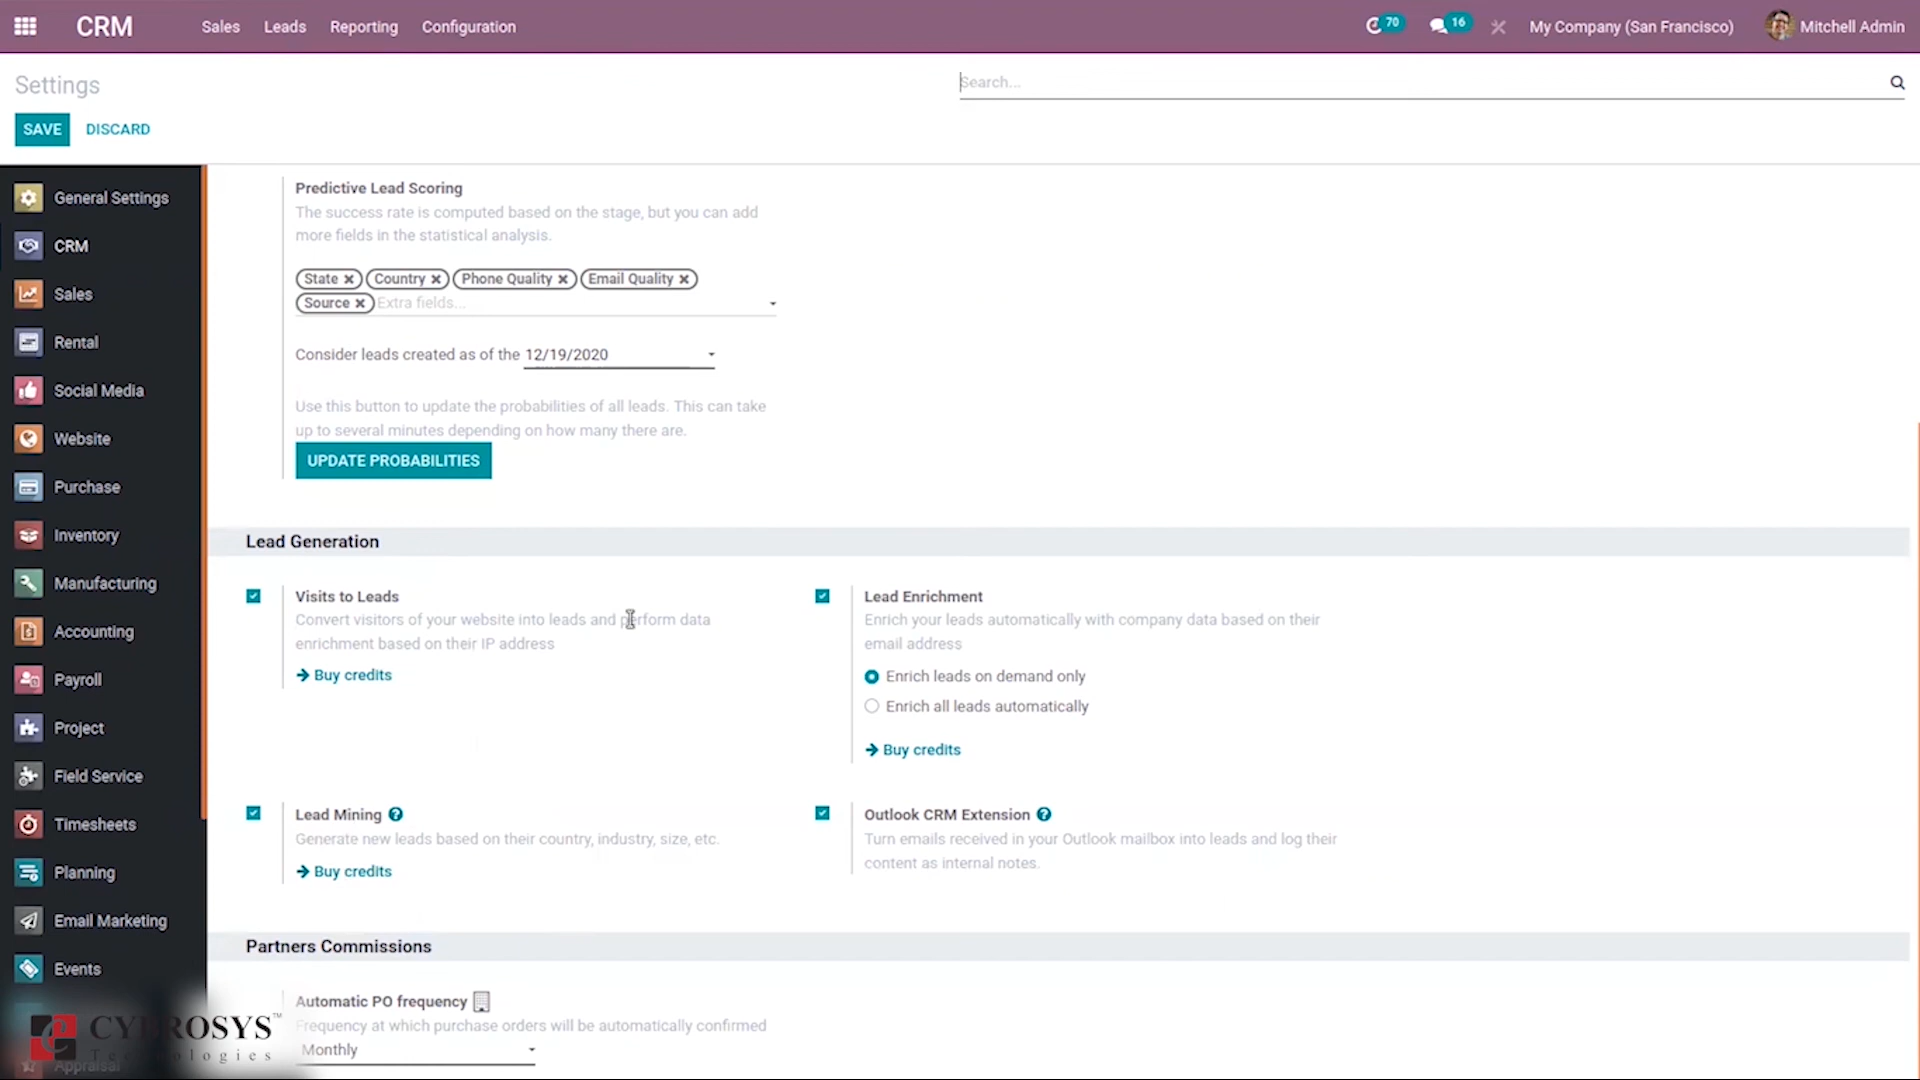 CRM Sales Leads Reporting Configuration 70 16 My Company (San Francisco) Mitchell Admin
Settings Search...
SAVE DISCARD
General Settings
CRM
Sales
Rental
Social Media
Website
Purchase
Inventory
Manufacturing
Accounting
Payroll
Project
Field Service
Timesheets
Planning
Email Marketing
Events
Appraisal
CYBROSYS™
Technologies
Predictive Lead Scoring
The success rate is computed based on the stage, but you can add
more fields in the statistical analysis.
State Country Phone Quality Email Quality
Source Extra fields...
Consider leads created as of the 12/19/2020
Use this button to update the probabilities of all leads. This can take
up to several minutes depending on how many there are.
UPDATE PROBABILITIES
Lead Generation
Visits to Leads
Convert visitors of your website into leads and perform data
enrichment based on their IP address
Buy credits
Lead Enrichment
Enrich your leads automatically with company data based on their
email address
Enrich leads on demand only
Enrich all leads automatically
Buy credits
Lead Mining ?
Generate new leads based on their country, industry, size, etc.
Buy credits
Outlook CRM Extension ?
Turn emails received in your Outlook mailbox into leads and log their
content as internal notes.
Partners Commissions
Automatic PO frequency
Frequency at which purchase orders will be automatically confirmed
Monthly